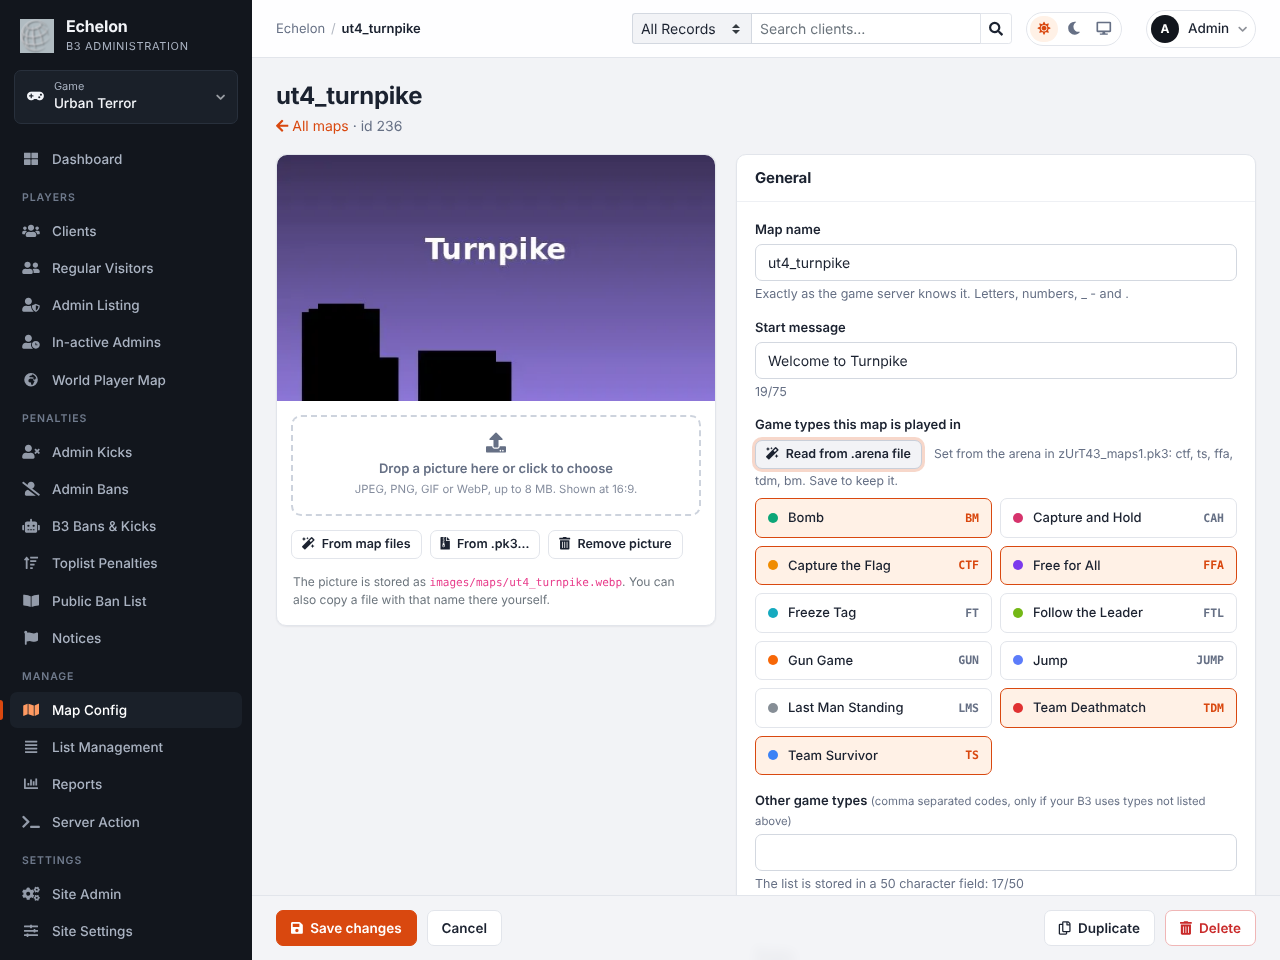 Echelon
B3 ADMINISTRATION
Game
Urban Terror
Dashboard
PLAYERS
Clients
Regular Visitors
Admin Listing
In-active Admins
World Player Map
PENALTIES
Admin Kicks
Admin Bans
B3 Bans & Kicks
Toplist Penalties
Public Ban List
Notices
MANAGE
Map Config
List Management
Reports
Server Action
SETTINGS
Site Admin
Site Settings
Echelon / ut4_turnpike
All Records
Search clients...
A
Admin
ut4_turnpike
All maps · id 236
Turnpike
Drop a picture here or click to choose
JPEG, PNG, GIF or WebP, up to 8 MB. Shown at 16:9.
From map files
From .pk3...
Remove picture
The picture is stored as images/maps/ut4_turnpike.webp. You can
also copy a file with that name there yourself.
General
Map name
ut4_turnpike
Exactly as the game server knows it. Letters, numbers, _ - and .
Start message
Welcome to Turnpike
19/75
Game types this map is played in
Read from .arena file
Set from the arena in zUrT43_maps1.pk3: ctf, ts, ffa,
tdm, bm. Save to keep it.
Bomb BM
Capture and Hold CAH
Capture the Flag CTF
Free for All FFA
Freeze Tag FT
Follow the Leader FTL
Gun Game GUN
Jump JUMP
Last Man Standing LMS
Team Deathmatch TDM
Team Survivor TS
Other game types (comma separated codes, only if your B3 uses types not listed
above)
The list is stored in a 50 character field: 17/50
Save changes
Cancel
Duplicate
Delete